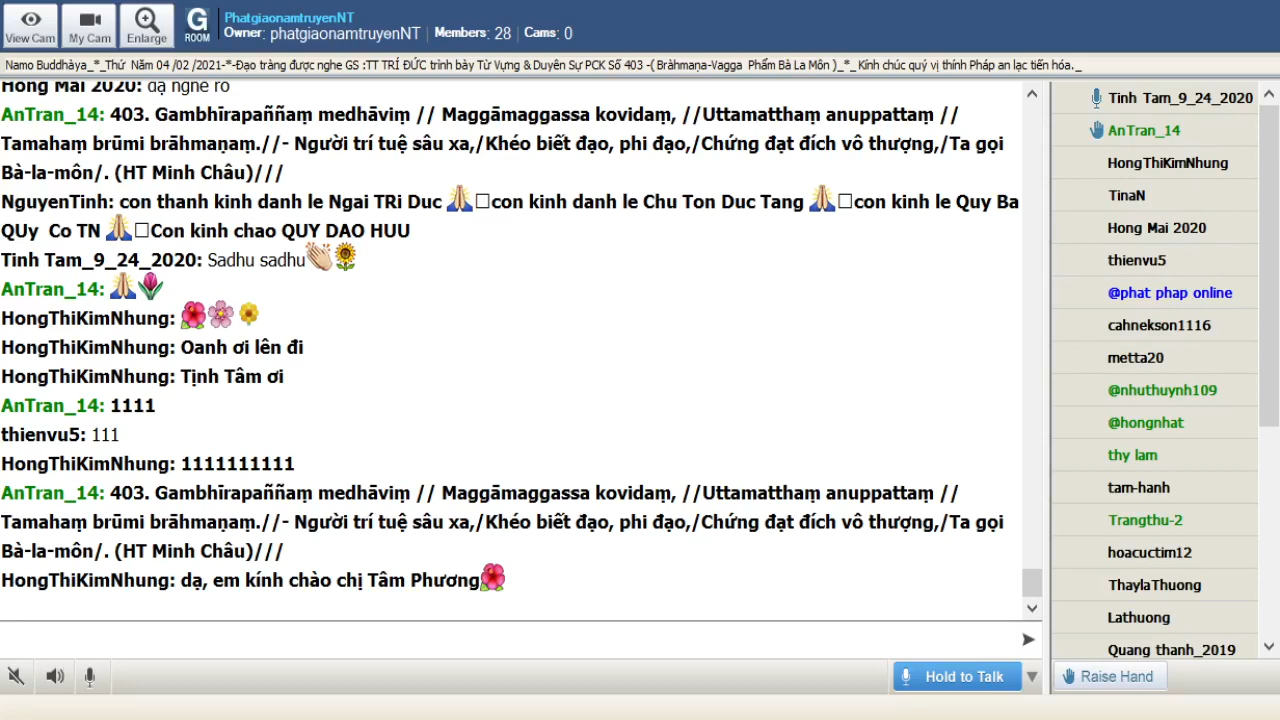 View Cam
My Cam
Enlarge
G
ROOM
PhatgiaonamtruyenNT
Owner: phatgiaonamtruyenNT | Members: 28 | Cams: 0
Namo Buddhàya_*_Thứ Năm 04 /02 /2021-*-Đạo tràng được nghe GS :TT TRÍ ĐỨC trình bày Từ Vựng & Duyên Sự PCK Số 403 -( Bràhmaṇa-Vagga Phẩm Bà La Môn )_*_ Kính chúc quý vị thính Pháp an lạc tiến hóa._
Hong Mai 2020: dạ nghe rõ
AnTran_14: 403. Gambhīrapaññaṃ medhāviṃ // Maggāmaggassa kovidaṃ, //Uttamatthaṃ anuppattaṃ //
Tamahaṃ brūmi brāhmaṇaṃ.//- Người trí tuệ sâu xa,/Khéo biết đạo, phi đạo,/Chứng đạt đích vô thượng,/Ta gọi
Bà-la-môn/. (HT Minh Châu)///
NguyenTinh: con thanh kinh danh le Ngai TRi Duc 🙏□con kinh danh le Chu Ton Duc Tang 🙏□con kinh le Quy Ba
QUy Co TN 🙏□Con kinh chao QUY DAO HUU
Tinh Tam_9_24_2020: Sadhu sadhu👏🌻
AnTran_14: 🙏🌷
HongThiKimNhung: 🌺🌸🌼
HongThiKimNhung: Oanh ơi lên đi
HongThiKimNhung: Tịnh Tâm ơi
AnTran_14: 1111
thienvu5: 111
HongThiKimNhung: 1111111111
AnTran_14: 403. Gambhīrapaññaṃ medhāviṃ // Maggāmaggassa kovidaṃ, //Uttamatthaṃ anuppattaṃ //
Tamahaṃ brūmi brāhmaṇaṃ.//- Người trí tuệ sâu xa,/Khéo biết đạo, phi đạo,/Chứng đạt đích vô thượng,/Ta gọi
Bà-la-môn/. (HT Minh Châu)///
HongThiKimNhung: dạ, em kính chào chị Tâm Phương🌺
Hold to Talk
Tinh Tam_9_24_2020
AnTran_14
HongThiKimNhung
TinaN
Hong Mai 2020
thienvu5
@phat phap online
cahnekson1116
metta20
@nhuthuynh109
@hongnhat
thy lam
tam-hanh
Trangthu-2
hoacuctim12
ThaylaThuong
Lathuong
Quang thanh_2019
Raise Hand